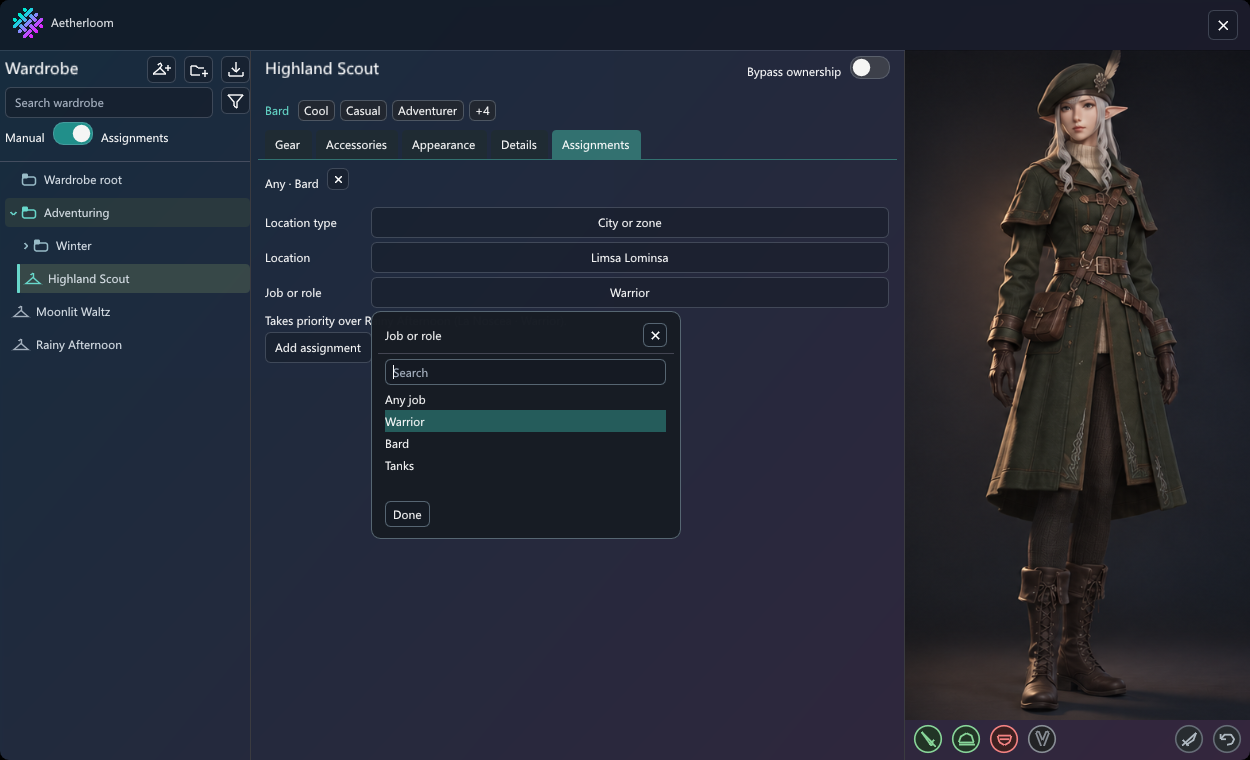 Aetherloom
Wardrobe
Search wardrobe
Manual Assignments
Wardrobe root
Adventuring
Winter
Highland Scout
Moonlit Waltz
Rainy Afternoon
Highland Scout
Bypass ownership
Bard Cool Casual Adventurer +4
Gear Accessories Appearance Details Assignments
Any · Bard
Location type City or zone
Location Limsa Lominsa
Job or role Warrior
Takes priority over R
Add assignment
Job or role
Search
Any job
Warrior
Bard
Tanks
Done